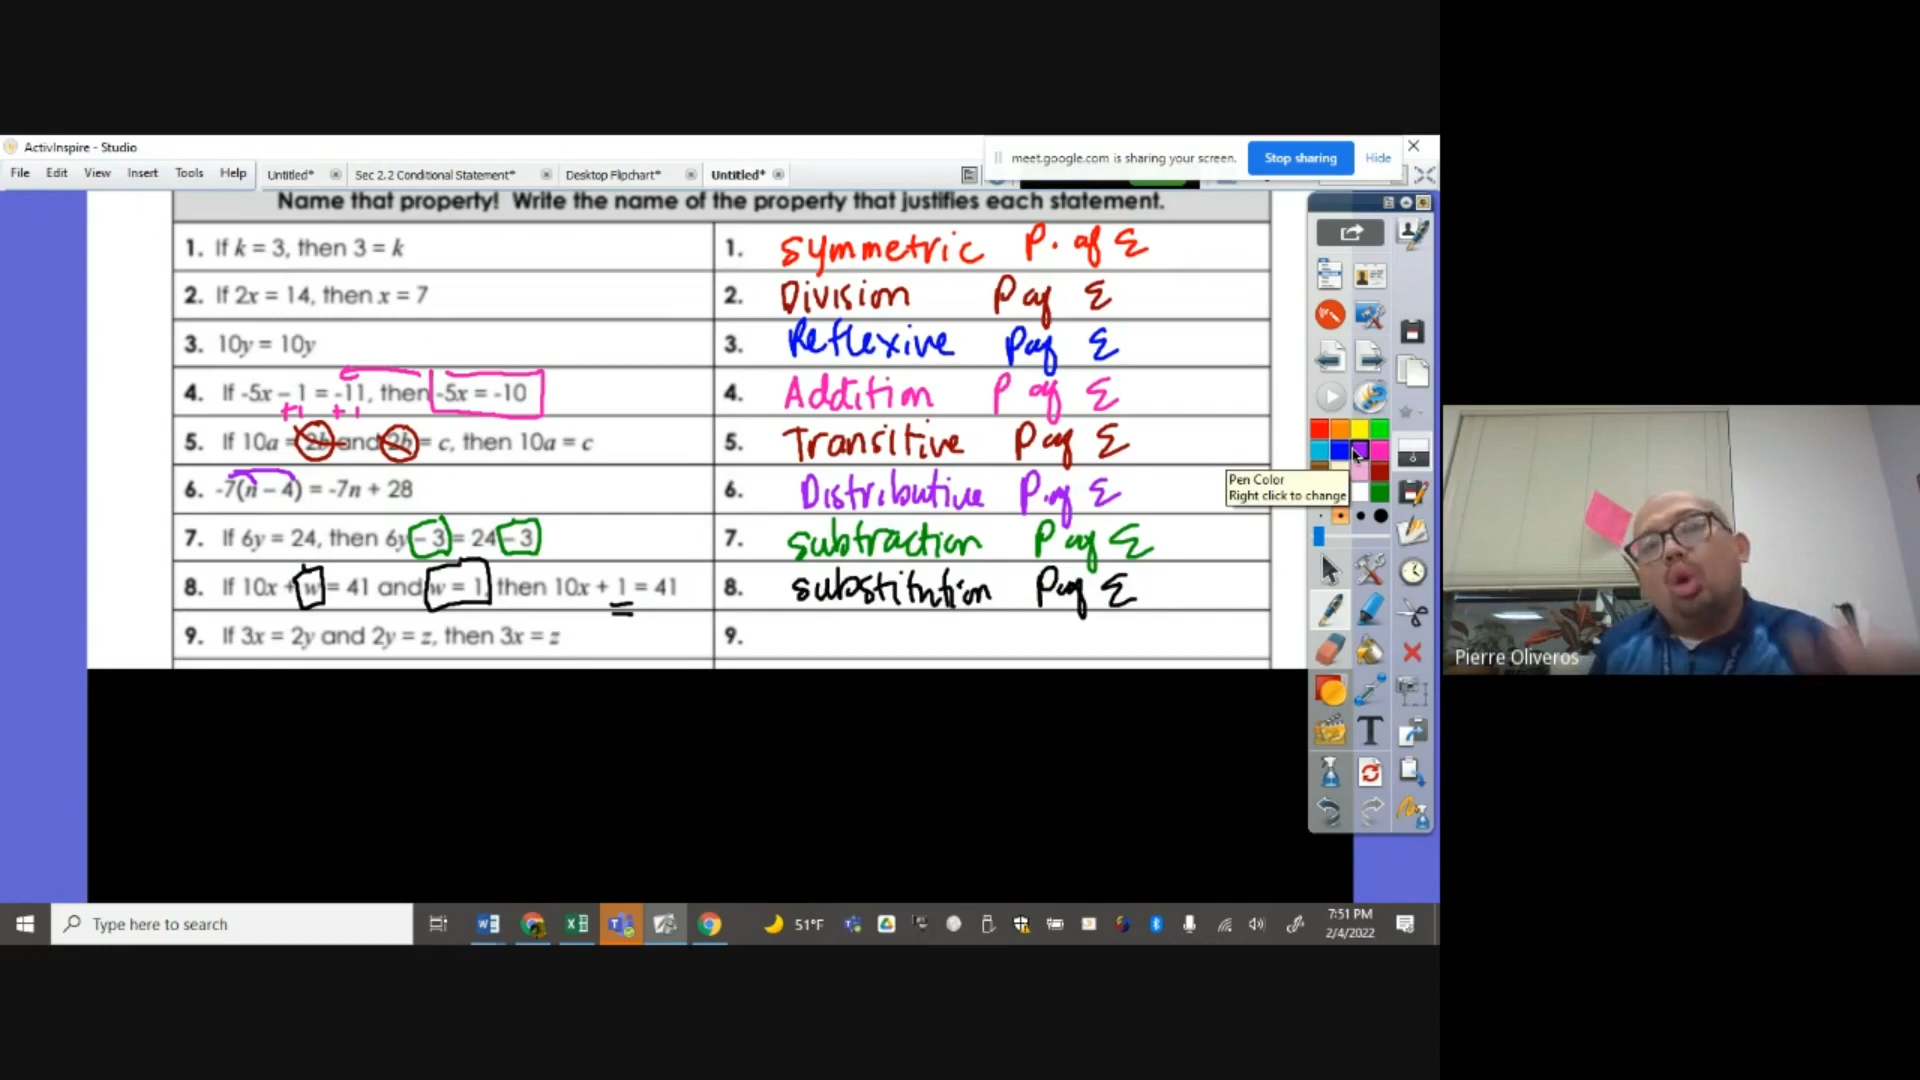 ActivInspire - Studio
meet.google.com is sharing your screen. Stop sharing Hide
File Edit View Insert Tools Help Untitled* Sec 2.2 Conditional Statement* Desktop Flipchart* Untitled*
Name that property! Write the name of the property that justifies each statement.
1. If k = 3, then 3 = k 1. Symmetric P. of E
2. If 2x = 14, then x = 7 2. Division P of E
3. 10y = 10y 3. Reflexive P of E
4. If -5x – 1 = -11, then -5x = -10 4. Addition P of E
+1 +1
5. If 10a = 2b and 2b = c, then 10a = c 5. Transitive P of E
6. -7(n – 4) = -7n + 28 6. Distributive P. of E
7. If 6y = 24, then 6y – 3 = 24 – 3 7. subtraction P of E
8. If 10x + w = 41 and w = 1, then 10x + 1 = 41 8. substitution P of E
9. If 3x = 2y and 2y = z, then 3x = z 9.
Pen Color
Right click to change
Pierre Oliveros
Type here to search 51°F 7:51 PM
2/4/2022